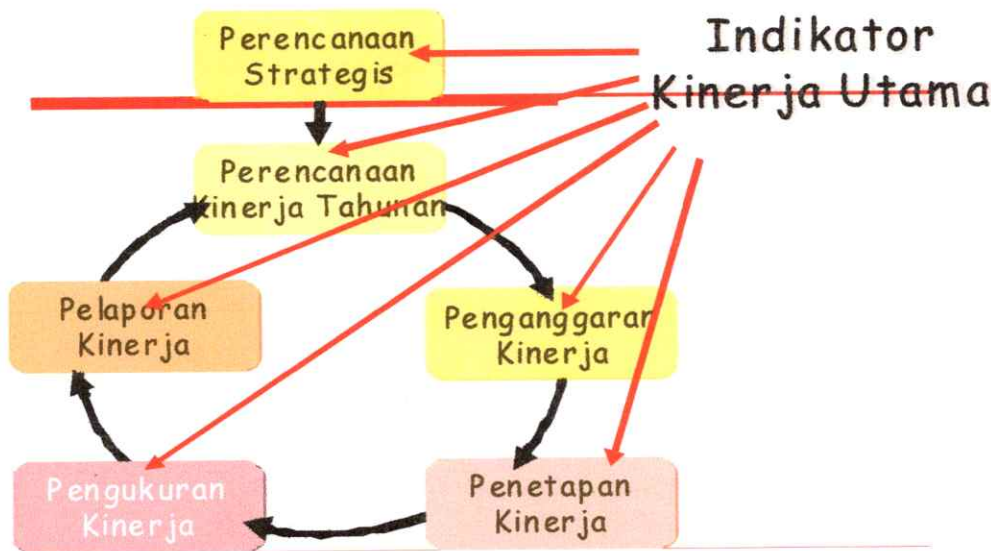 Perencanaan
Strategis
Indikator
Kinerja Utama
Perencanaan
Kinerja Tahunan
Pelaporan
Kinerja
Penganggaran
Kinerja
Pengukuran
Kinerja
Penetapan
Kinerja